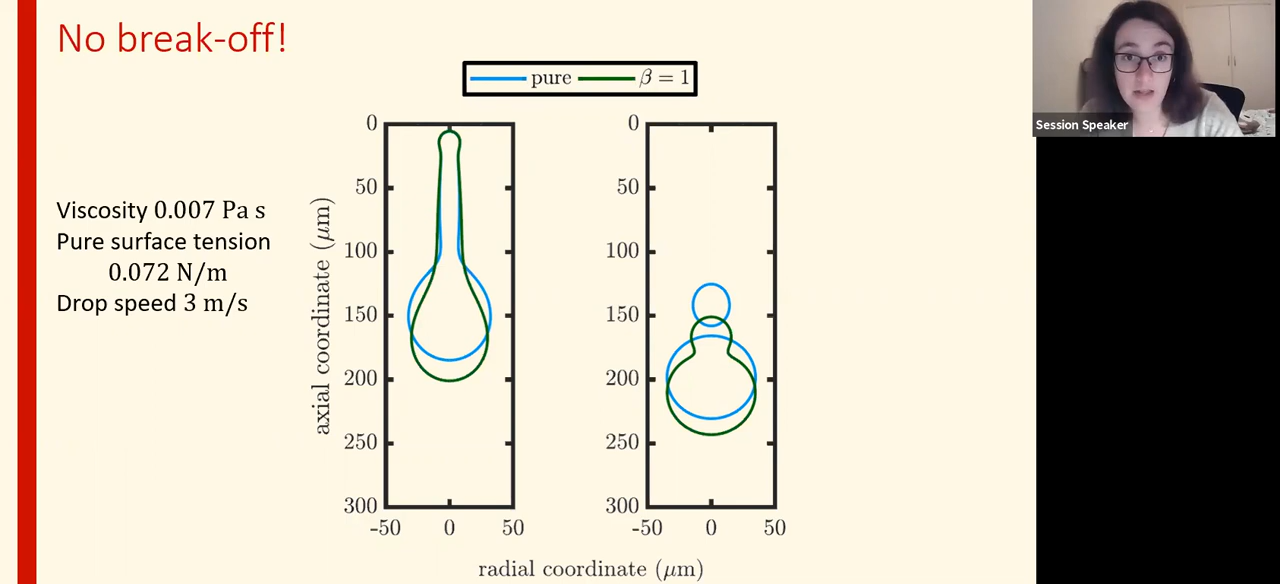 No break-off!
pure β = 1
Viscosity 0.007 Pa s
Pure surface tension
0.072 N/m
Drop speed 3 m/s
axial coordinate (μm)
0
50
100
150
200
250
300
-50 0 50
0
50
100
150
200
250
300
-50 0 50
radial coordinate (μm)
Session Speaker